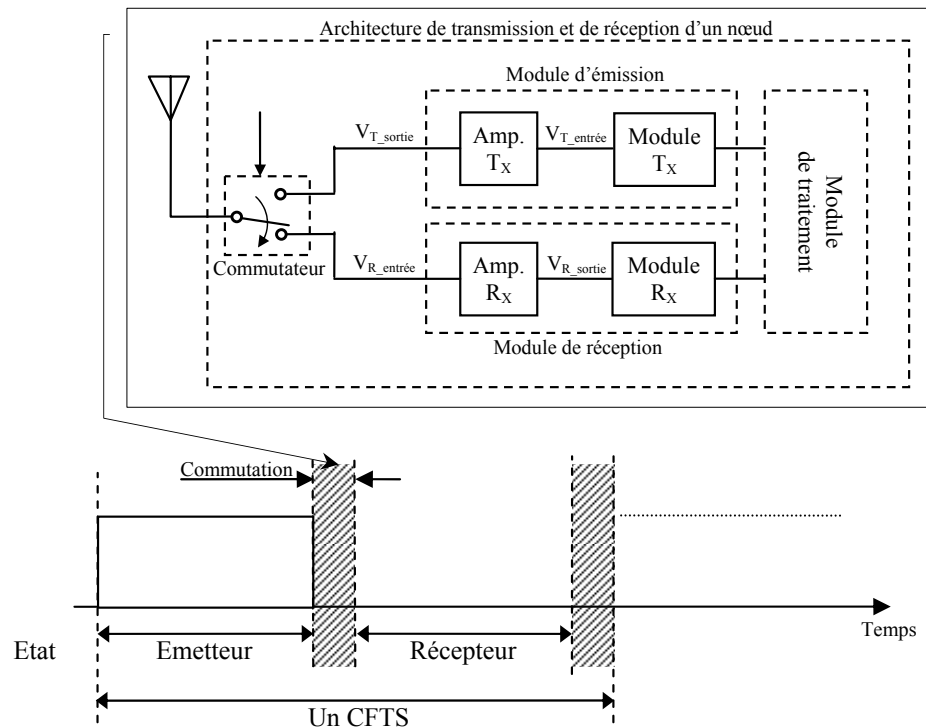 Architecture de transmission et de réception d'un nœud
Module d'émission
V_T_sortie
Amp.
T_X
V_T_entrée
Module
T_X
Module
de traitement
Commutateur
V_R_entrée
Amp.
R_X
V_R_sortie
Module
R_X
Module de réception
Commutation
Temps
Etat
Emetteur
Récepteur
Un CFTS